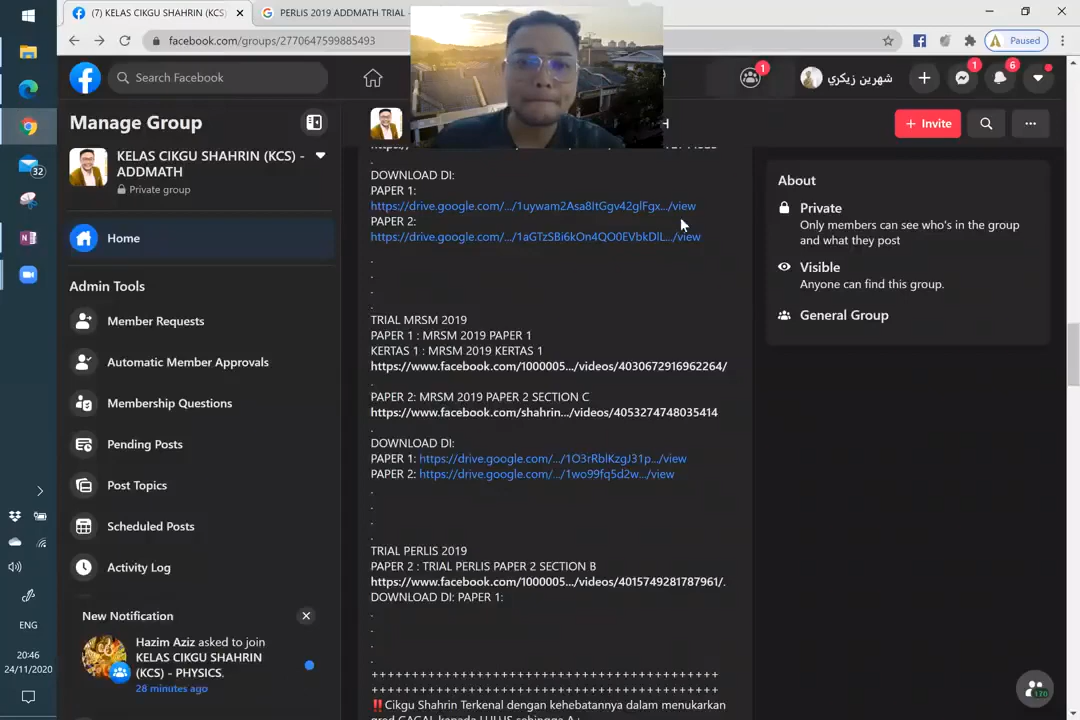 (7) KELAS CIKGU SHAHRIN (KCS)
PERLIS 2019 ADDMATH TRIAL -
facebook.com/groups/2770647599885493
Paused
Search Facebook
1
شهرين زيكري
1
6
Manage Group
KELAS CIKGU SHAHRIN (KCS) -
ADDMATH
Private group
Home
Admin Tools
Member Requests
Automatic Member Approvals
Membership Questions
Pending Posts
Post Topics
Scheduled Posts
Activity Log
New Notification
Hazim Aziz asked to join
KELAS CIKGU SHAHRIN
(KCS) - PHYSICS.
28 minutes ago
H
+ Invite
DOWNLOAD DI:
PAPER 1:
https://drive.google.com/.../1uywam2Asa8ItGgv42glFgx.../view
PAPER 2:
https://drive.google.com/.../1aGTzSBi6kOn4QO0EVbkDlL.../view
.
.
.
.
TRIAL MRSM 2019
PAPER 1 : MRSM 2019 PAPER 1
KERTAS 1 : MRSM 2019 KERTAS 1
https://www.facebook.com/1000005.../videos/4030672916962264/
.
PAPER 2: MRSM 2019 PAPER 2 SECTION C
https://www.facebook.com/shahrin.../videos/4053274748035414
.
DOWNLOAD DI:
PAPER 1: https://drive.google.com/.../1O3rRblKzgJ31p.../view
PAPER 2: https://drive.google.com/.../1wo99fq5d2w.../view
.
.
.
.
TRIAL PERLIS 2019
PAPER 2 : TRIAL PERLIS PAPER 2 SECTION B
https://www.facebook.com/1000005.../videos/4015749281787961/.
DOWNLOAD DI: PAPER 1:
.
.
.
.
+++++++++++++++++++++++++++++++++++++++++++
+++++++++++++++++++++++++++++++++++++++++++
‼️Cikgu Shahrin Terkenal dengan kehebatannya dalam menukarkan
About
Private
Only members can see who's in the group
and what they post
Visible
Anyone can find this group.
General Group
170
32
ENG
20:46
24/11/2020